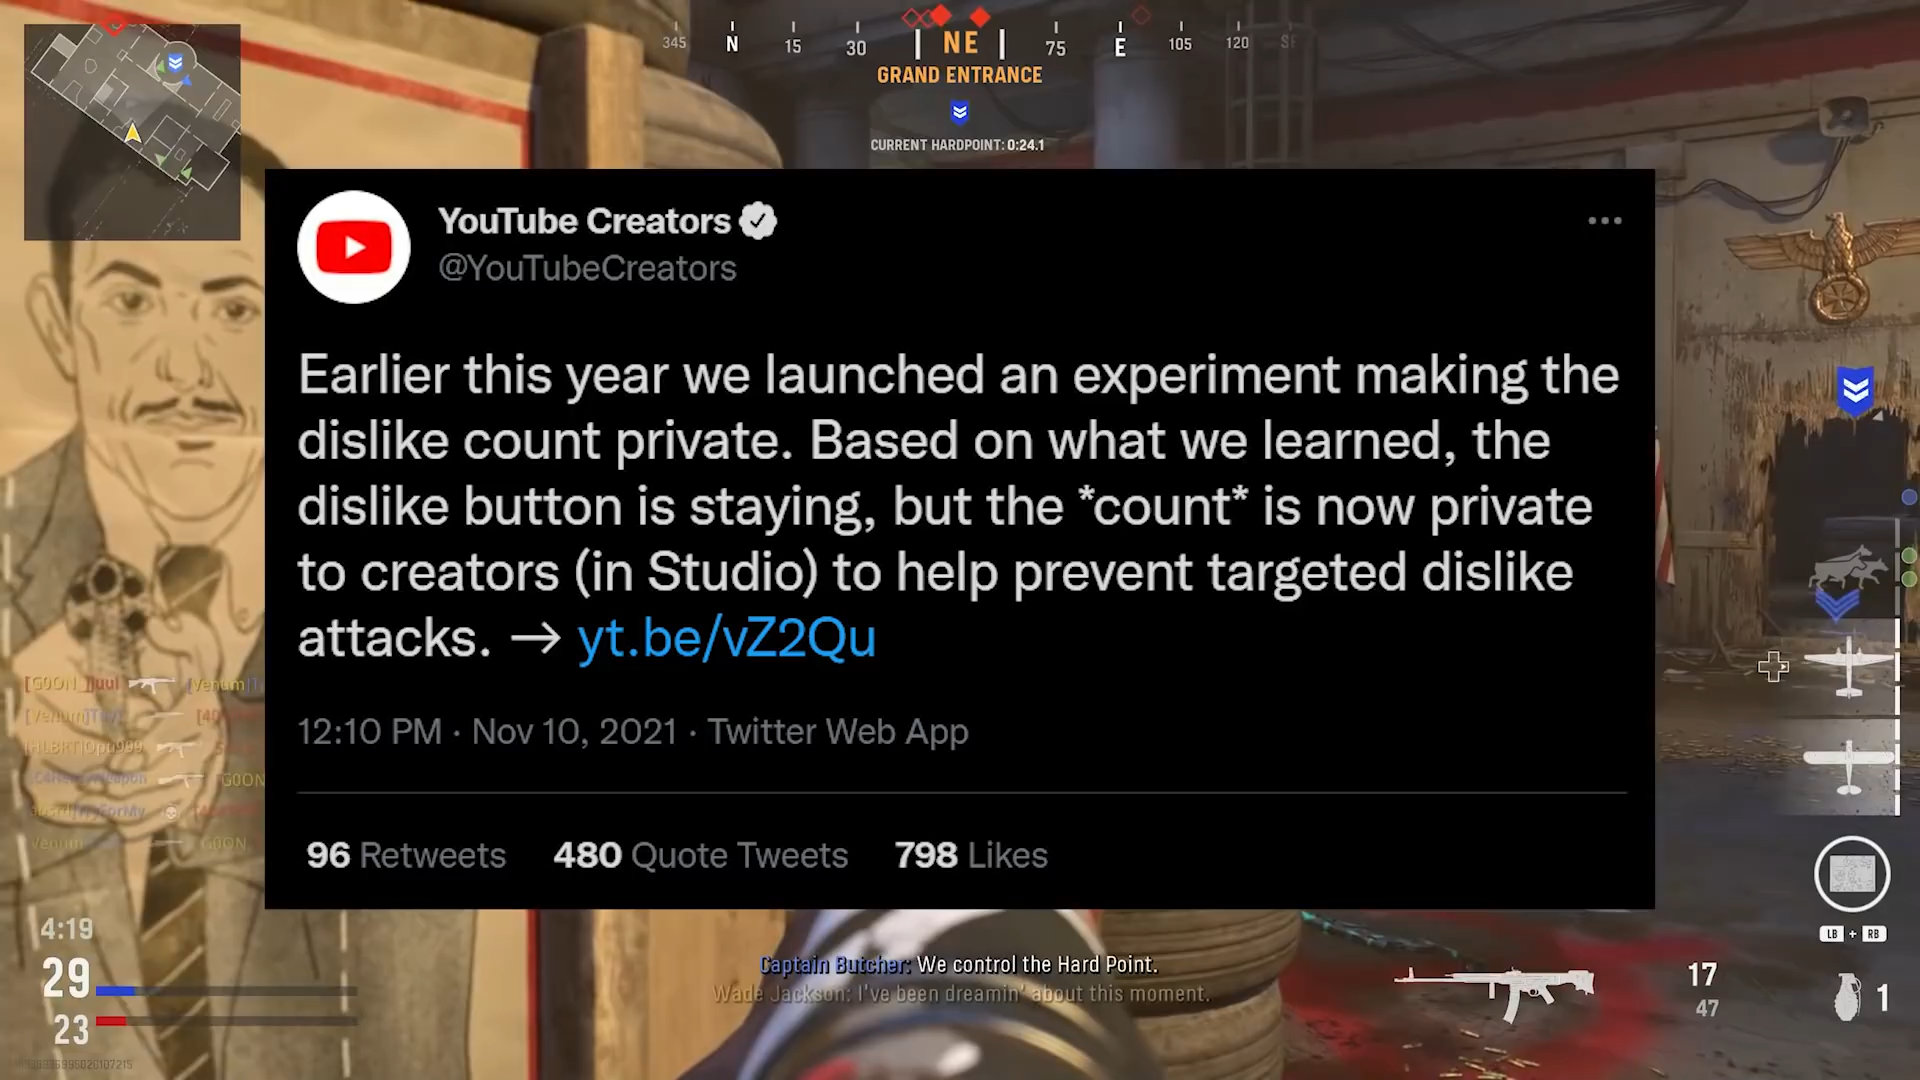 345 N 15 30 NE 75 E 105 120 SE
GRAND ENTRANCE
CURRENT HARDPOINT: 0:24.1
YouTube Creators
@YouTubeCreators
Earlier this year we launched an experiment making the
dislike count private. Based on what we learned, the
dislike button is staying, but the *count* is now private
to creators (in Studio) to help prevent targeted dislike
attacks. → yt.be/vZ2Qu
12:10 PM · Nov 10, 2021 · Twitter Web App
96 Retweets 480 Quote Tweets 798 Likes
4:19
29
23
Captain Butcher: We control the Hard Point.
Wade Jackson: I've been dreamin' about this moment.
17
47
LB + RB
1